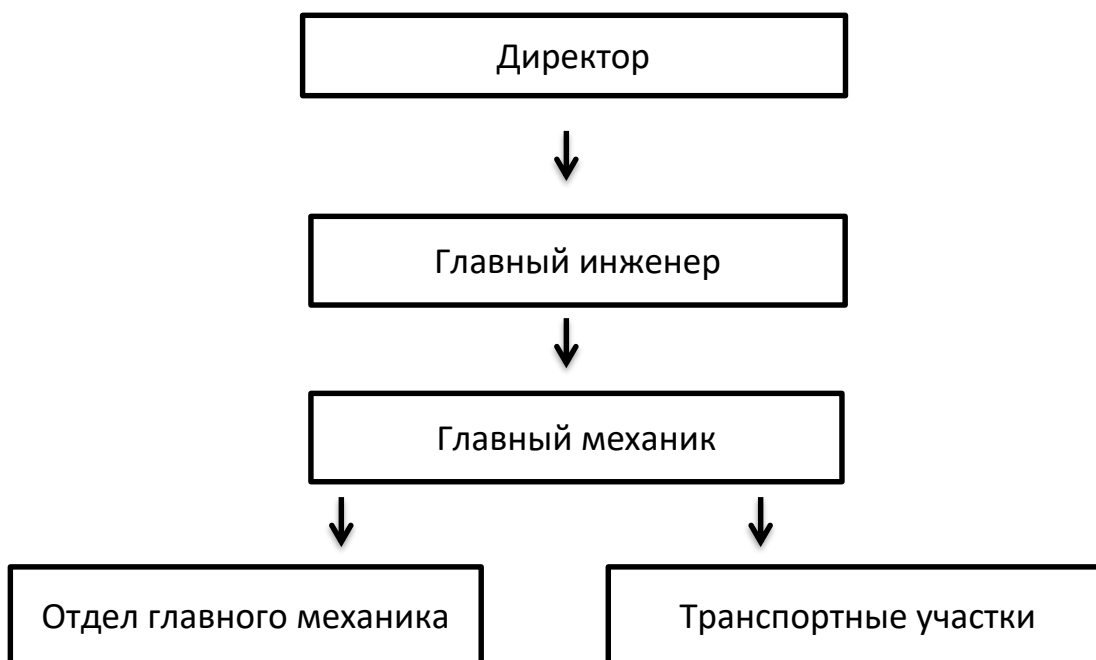 Директор
Главный инженер
Главный механик
Отдел главного механика
Транспортные участки